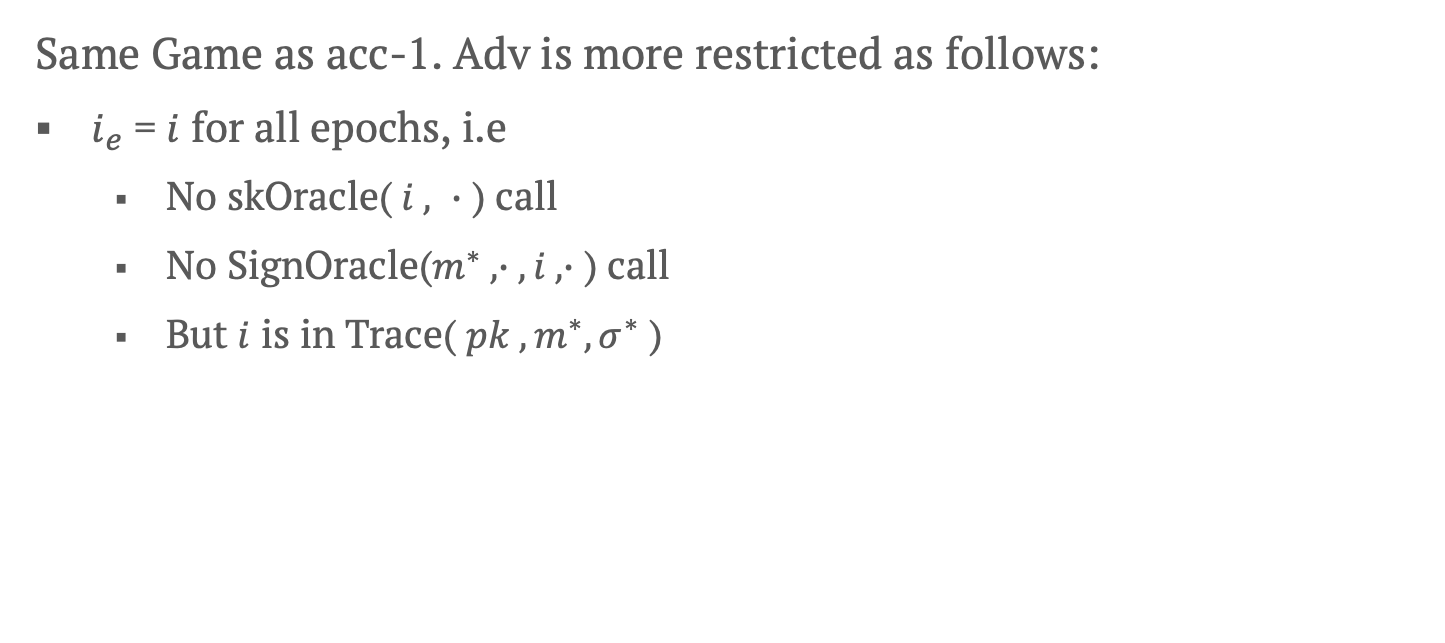 Same Game as acc-1. Adv is more restricted as follows:
▪ iₑ = i for all epochs, i.e
▪ No skOracle( i , · ) call
▪ No SignOracle(m* ,· , i ,· ) call
▪ But i is in Trace( pk , m*, σ* )